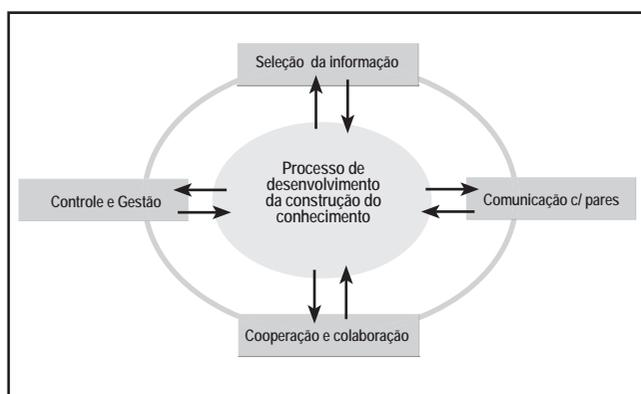 Seleção da informação
Processo de
desenvolvimento
da construção do
conhecimento
Controle e Gestão
Comunicação c/ pares
Cooperação e colaboração